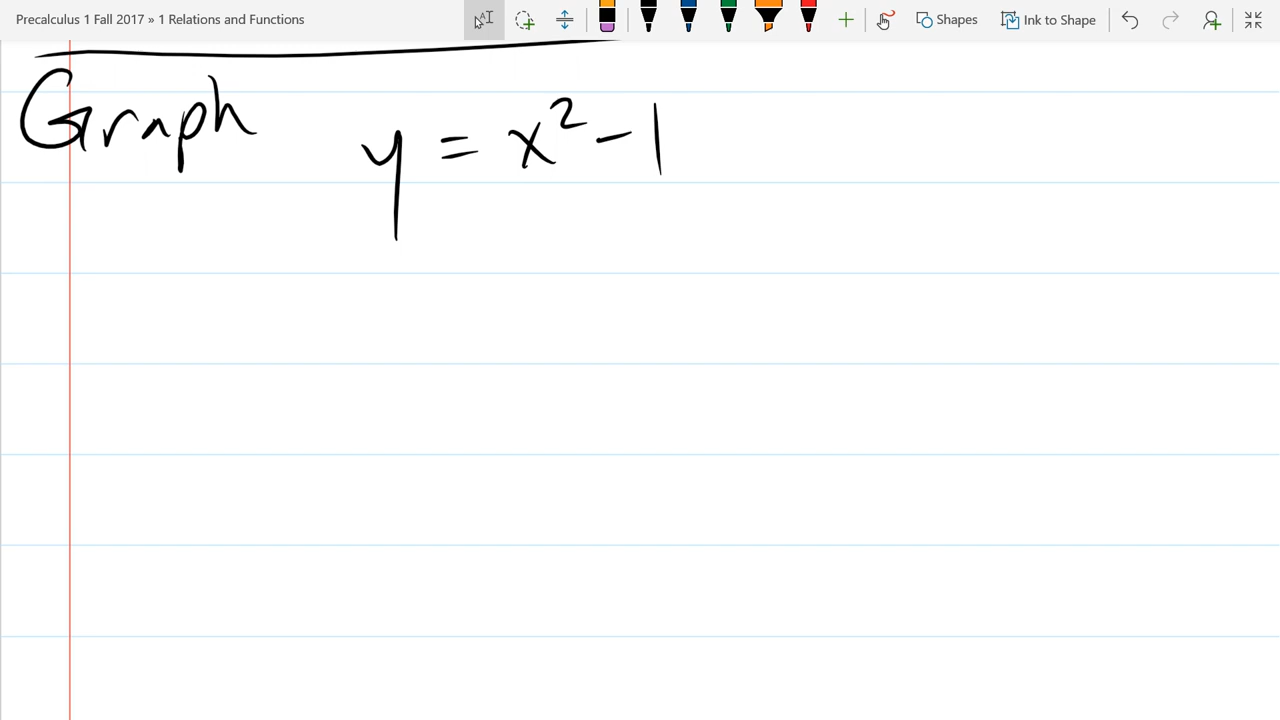 Precalculus 1 Fall 2017 » 1 Relations and Functions Shapes Ink to Shape
Graph y = x² - 1